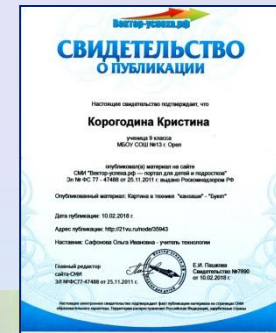 Вектор-успеха.рф
СВИДЕТЕЛЬСТВО
О ПУБЛИКАЦИИ
Настоящее свидетельство подтверждает, что
Корогодина Кристина
ученица 9 класса
МБОУ СОШ №13 г. Орел
опубликовал(а) материал на сайте
СМИ "Вектор-успеха.рф — портал для детей и подростков"
Эл № ФС 77 - 47488 от 25.11.2011 г. выдано Роскомнадзором РФ
Опубликованный материал: Картина в технике "канзаши" - "Букет"
Дата публикации: 10.02.2016 г.
Адрес публикации: http://21vu.ru/node/35943
Наставник: Сафонова Ольга Ивановна - учитель технологии
Главный редактор
сайта-СМИ
ЭЛ №ФС77-47488 от 25.11.2011 г.
Е.И. Пашкова
Свидетельство №7890
от 10.02.2016 г.